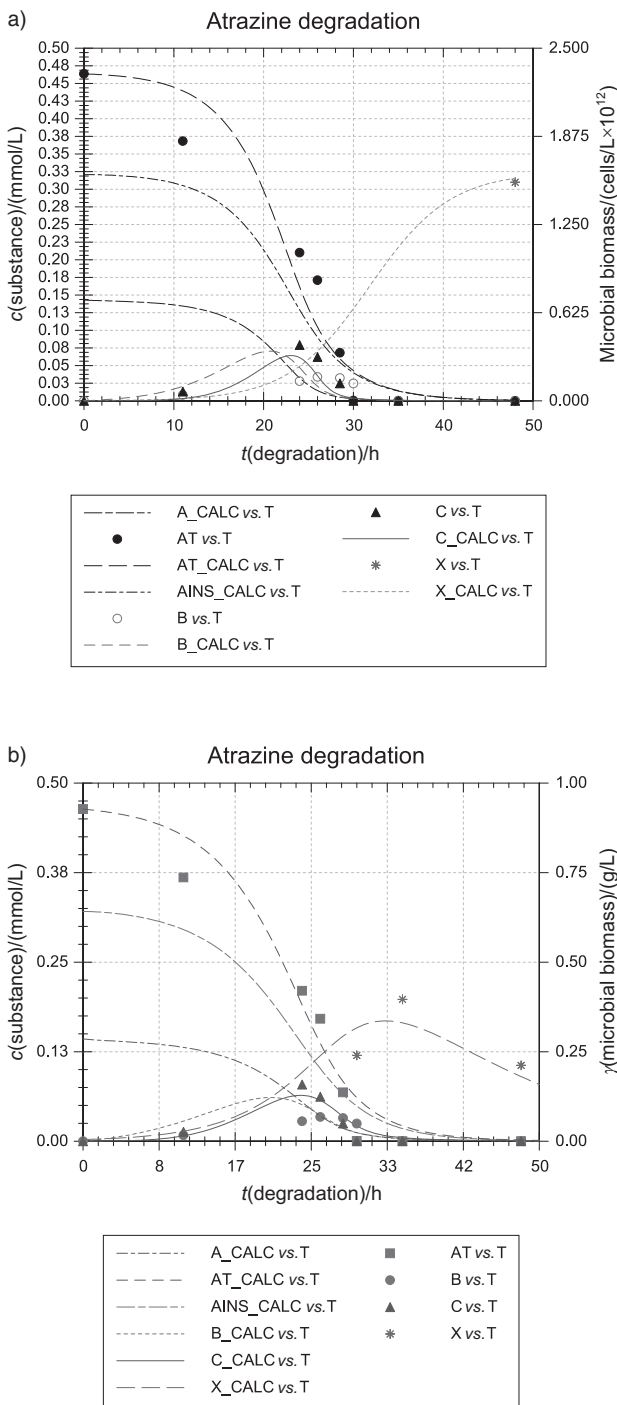 a)
Atrazine degradation
c(substance)/(mmol/L)
0.50
0.48
0.45
0.43
0.40
0.38
0.35
0.33
0.30
0.28
0.25
0.23
0.20
0.18
0.15
0.13
0.10
0.08
0.05
0.03
0.00
2.500
1.875
1.250
0.625
0.000
Microbial biomass/(cells/L×10¹²)
0 10 20 30 40 50
t(degradation)/h
A_CALC vs.T
AT vs.T
AT_CALC vs.T
AINS_CALC vs.T
B vs.T
B_CALC vs.T
C vs.T
C_CALC vs.T
X vs.T
X_CALC vs.T
b)
Atrazine degradation
c(substance)/(mmol/L)
0.50
0.38
0.25
0.13
0.00
1.00
0.75
0.50
0.25
0.00
γ(microbial biomass)/(g/L)
0 8 17 25 33 42 50
t(degradation)/h
A_CALC vs.T
AT_CALC vs.T
AINS_CALC vs.T
B_CALC vs.T
C_CALC vs.T
X_CALC vs.T
AT vs.T
B vs.T
C vs.T
X vs.T